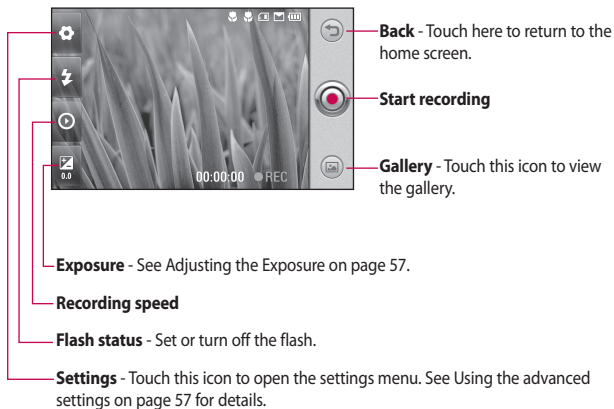 Back - Touch here to return to the
home screen.
Start recording
Gallery - Touch this icon to view
the gallery.
0.0
00:00:00 REC
Exposure - See Adjusting the Exposure on page 57.
Recording speed
Flash status - Set or turn off the flash.
Settings - Touch this icon to open the settings menu. See Using the advanced
settings on page 57 for details.